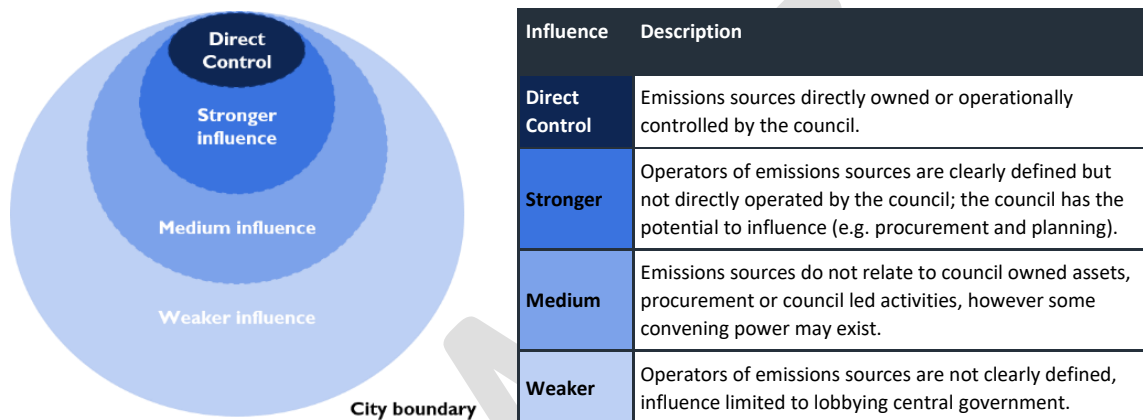 Direct
Control
Stronger
influence
Medium influence
Weaker influence
City boundary
Influence Description
Direct
Control
Emissions sources directly owned or operationally
controlled by the council.
Stronger
Operators of emissions sources are clearly defined but
not directly operated by the council; the council has the
potential to influence (e.g. procurement and planning).
Medium
Emissions sources do not relate to council owned assets,
procurement or council led activities, however some
convening power may exist.
Weaker
Operators of emissions sources are not clearly defined,
influence limited to lobbying central government.